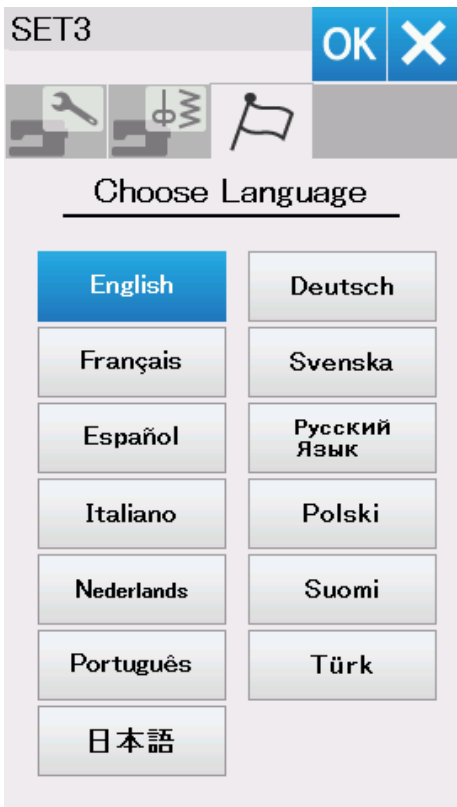 SET3
OK
Choose Language
English
Deutsch
Français
Svenska
Español
Русский
Язык
Italiano
Polski
Nederlands
Suomi
Português
Türk
日本語